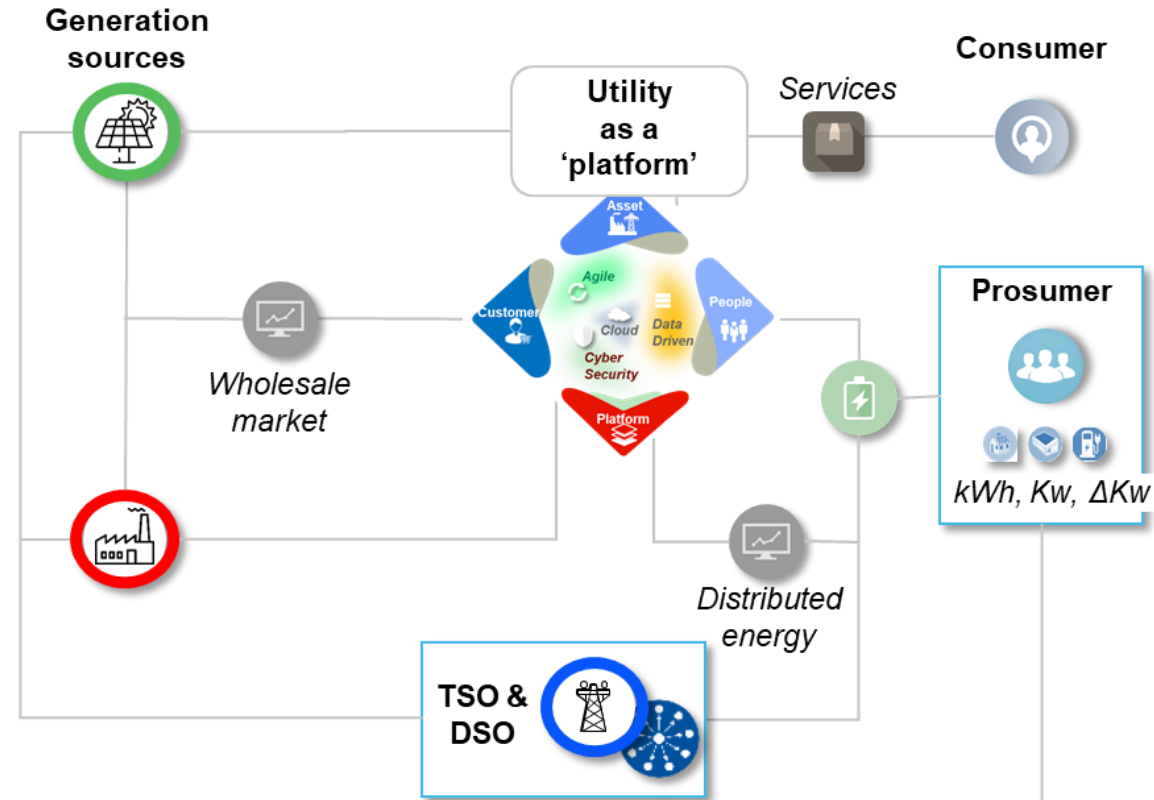 Generation
sources
Utility
as a
‘platform’
Services
Consumer
Asset
Agile
Customer
Cloud
Data
Driven
People
Cyber
Security
Platform
Wholesale
market
Prosumer
kWh, Kw, ΔKw
Distributed
energy
TSO &
DSO